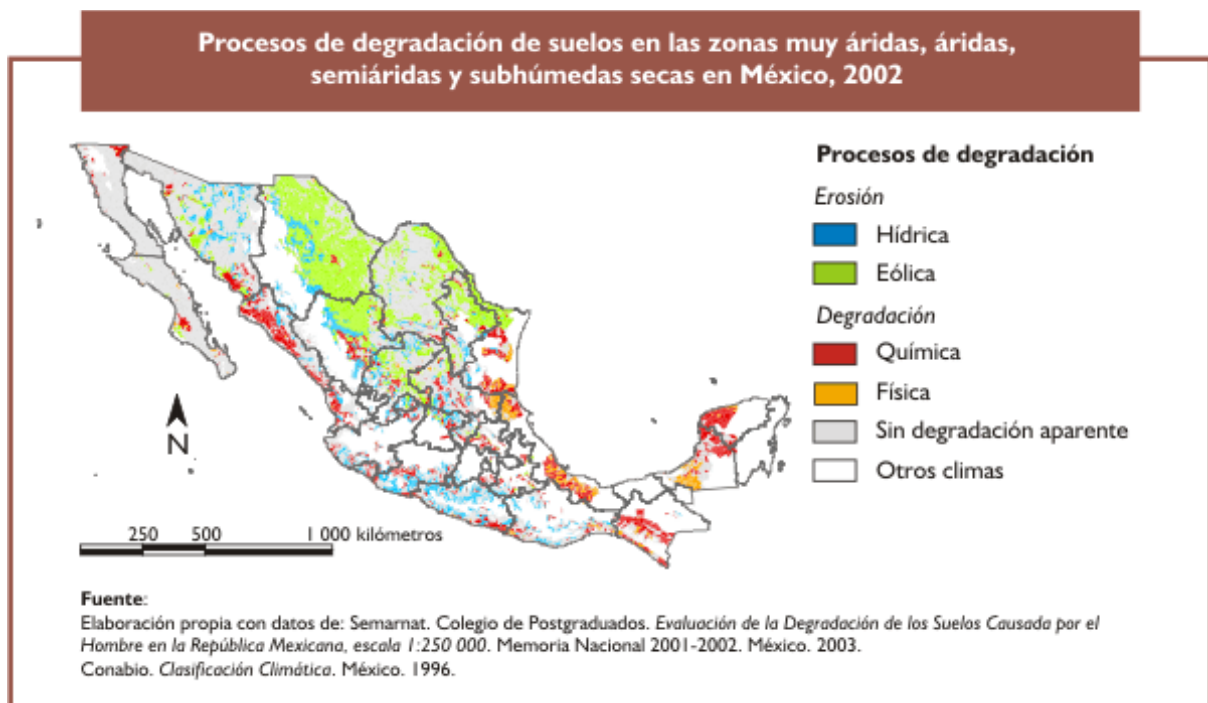 Procesos de degradación de suelos en las zonas muy áridas, áridas,
semiáridas y subhúmedas secas en México, 2002
Procesos de degradación
Erosión
Hídrica
Eólica
Degradación
Química
Física
Sin degradación aparente
Otros climas
N
250 500 1 000 kilómetros
Fuente:
Elaboración propia con datos de: Semarnat. Colegio de Postgraduados. Evaluación de la Degradación de los Suelos Causada por el
Hombre en la República Mexicana, escala 1:250 000. Memoria Nacional 2001-2002. México. 2003.
Conabio. Clasificación Climática. México. 1996.